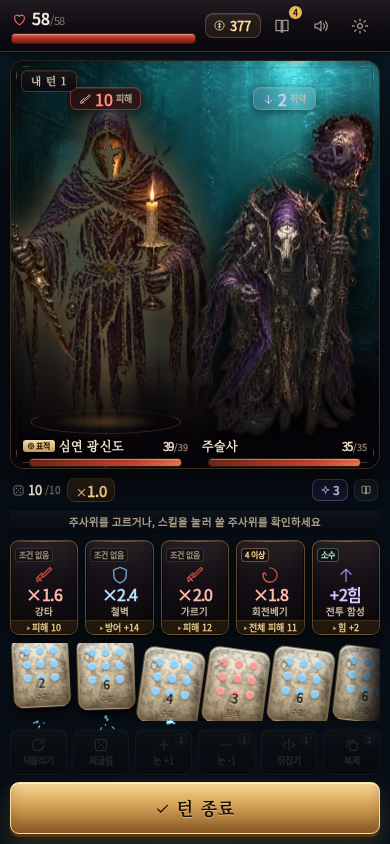 58/58
377
4
내 턴 1
10 피해
2 취약
표적 심연 광신도 39/39
주술사 35/35
10 /10 ×1.0
3
주사위를 고르거나, 스킬을 눌러 쓸 주사위를 확인하세요
조건 없음 조건 없음 조건 없음 4 이상 소수
×1.6 ×2.4 ×2.0 ×1.8 +2힘
강타 철벽 가르기 회전베기 전투 함성
▸피해 10 ▸방어 +14 ▸피해 12 ▸전체 피해 11 ▸힘 +2
2 6 4 3 6 6
1 1 1 2
되돌리기 재굴림 눈 +1 눈 -1 뒤집기 복제
턴 종료